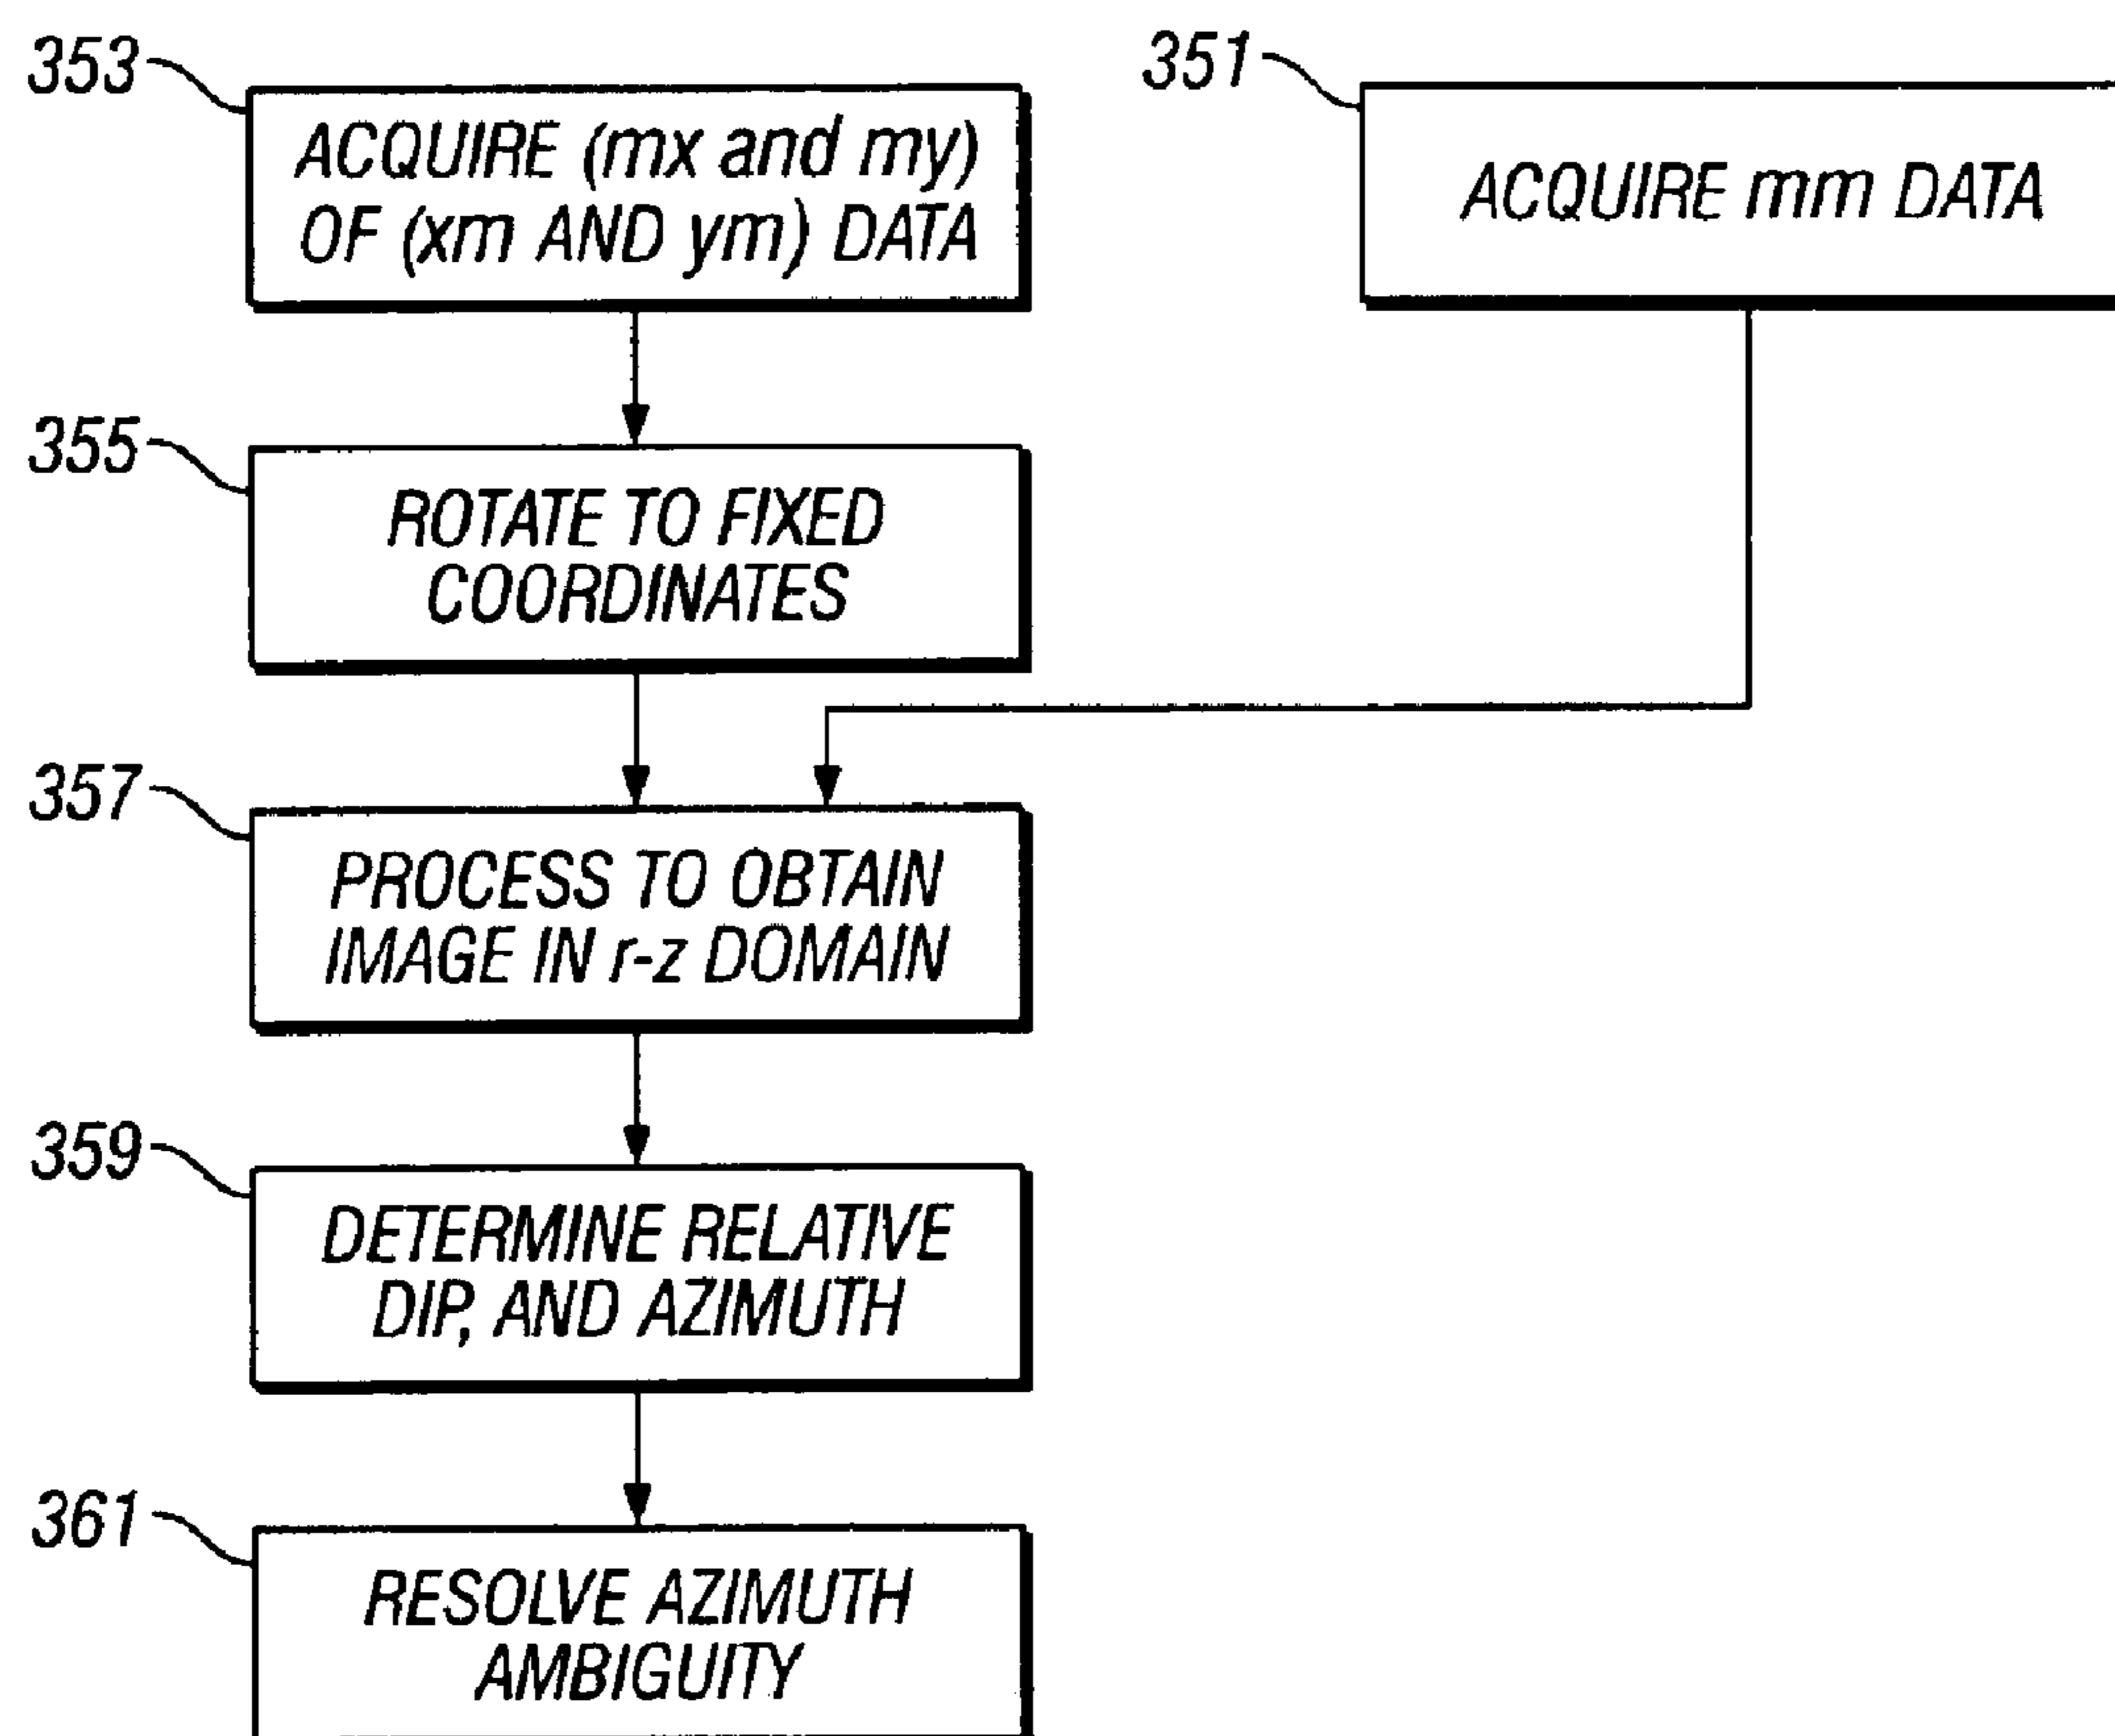 353
ACQUIRE (mx and my)
OF (xm AND ym) DATA
351
ACQUIRE mm DATA
355
ROTATE TO FIXED
COORDINATES
357
PROCESS TO OBTAIN
IMAGE IN r-z DOMAIN
359
DETERMINE RELATIVE
DIP, AND AZIMUTH
361
RESOLVE AZIMUTH
AMBIGUITY